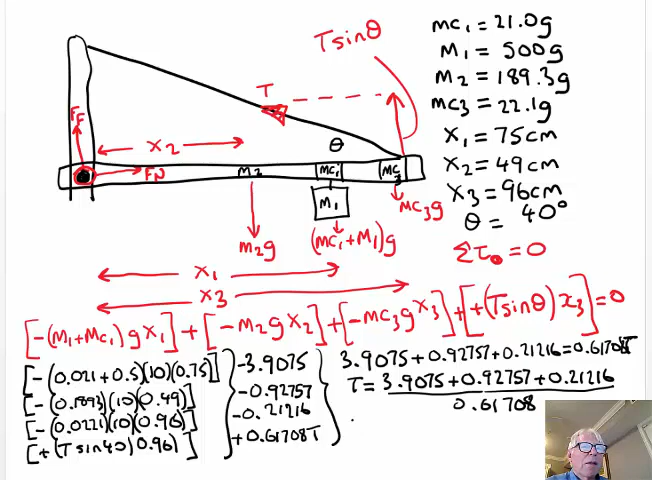 mc₁ = 21.0g
M₁ = 500g
M₂ = 189.3g
mc3 = 22.1g
X₁ = 75cm
X₂ = 49cm
X₃ = 96cm
θ = 40°
Στ₀ = 0
Tsinθ
T
θ
FF
X₂
FN
M₂
MC₁
MC3
M₁
MC3g
M₂g
(MC₁+M₁)g
X₁
X₃
[-(M₁+Mc₁)gX₁]+[-M₂gX₂]+[-MC₃gX₃]+[+(Tsinθ)x₃]=0
[-(0.021+0.5)(10)(0.75)]
[-(0.1893)(10)(0.49)]
[-(0.0221)(10)(0.96)]
[+(Tsin40)0.96)]
-3.9075
-0.92757
-0.21216
+0.61708T
3.9075+0.92757+0.21216=0.61708T
T= 3.9075+0.92757+0.21216
0.61708